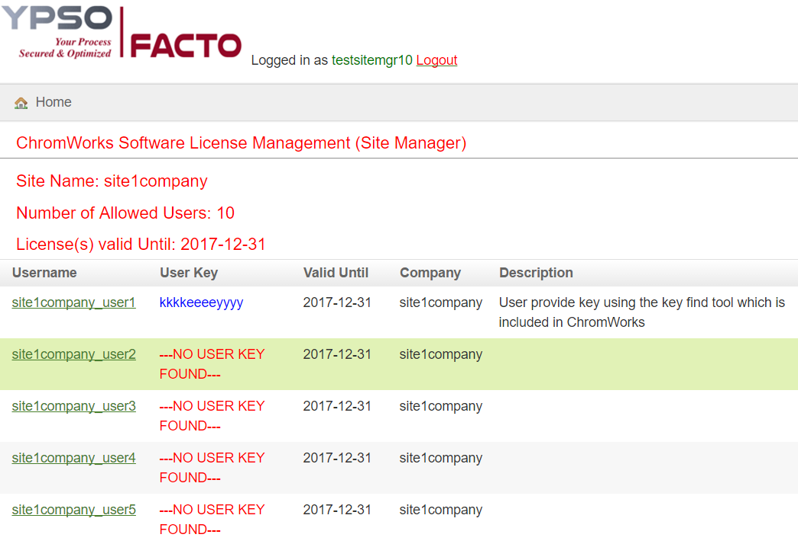 YPSO
FACTO
Your Process
Secured & Optimized
Logged in as testsitemgr10 Logout
Home
ChromWorks Software License Management (Site Manager)
Site Name: site1company
Number of Allowed Users: 10
License(s) valid Until: 2017-12-31
Username User Key Valid Until Company Description
site1company_user1 kkkkeeeeyyyy 2017-12-31 site1company User provide key using the key find tool which is
included in ChromWorks
site1company_user2 ---NO USER KEY 2017-12-31 site1company
FOUND---
site1company_user3 ---NO USER KEY 2017-12-31 site1company
FOUND---
site1company_user4 ---NO USER KEY 2017-12-31 site1company
FOUND---
site1company_user5 ---NO USER KEY 2017-12-31 site1company
FOUND---